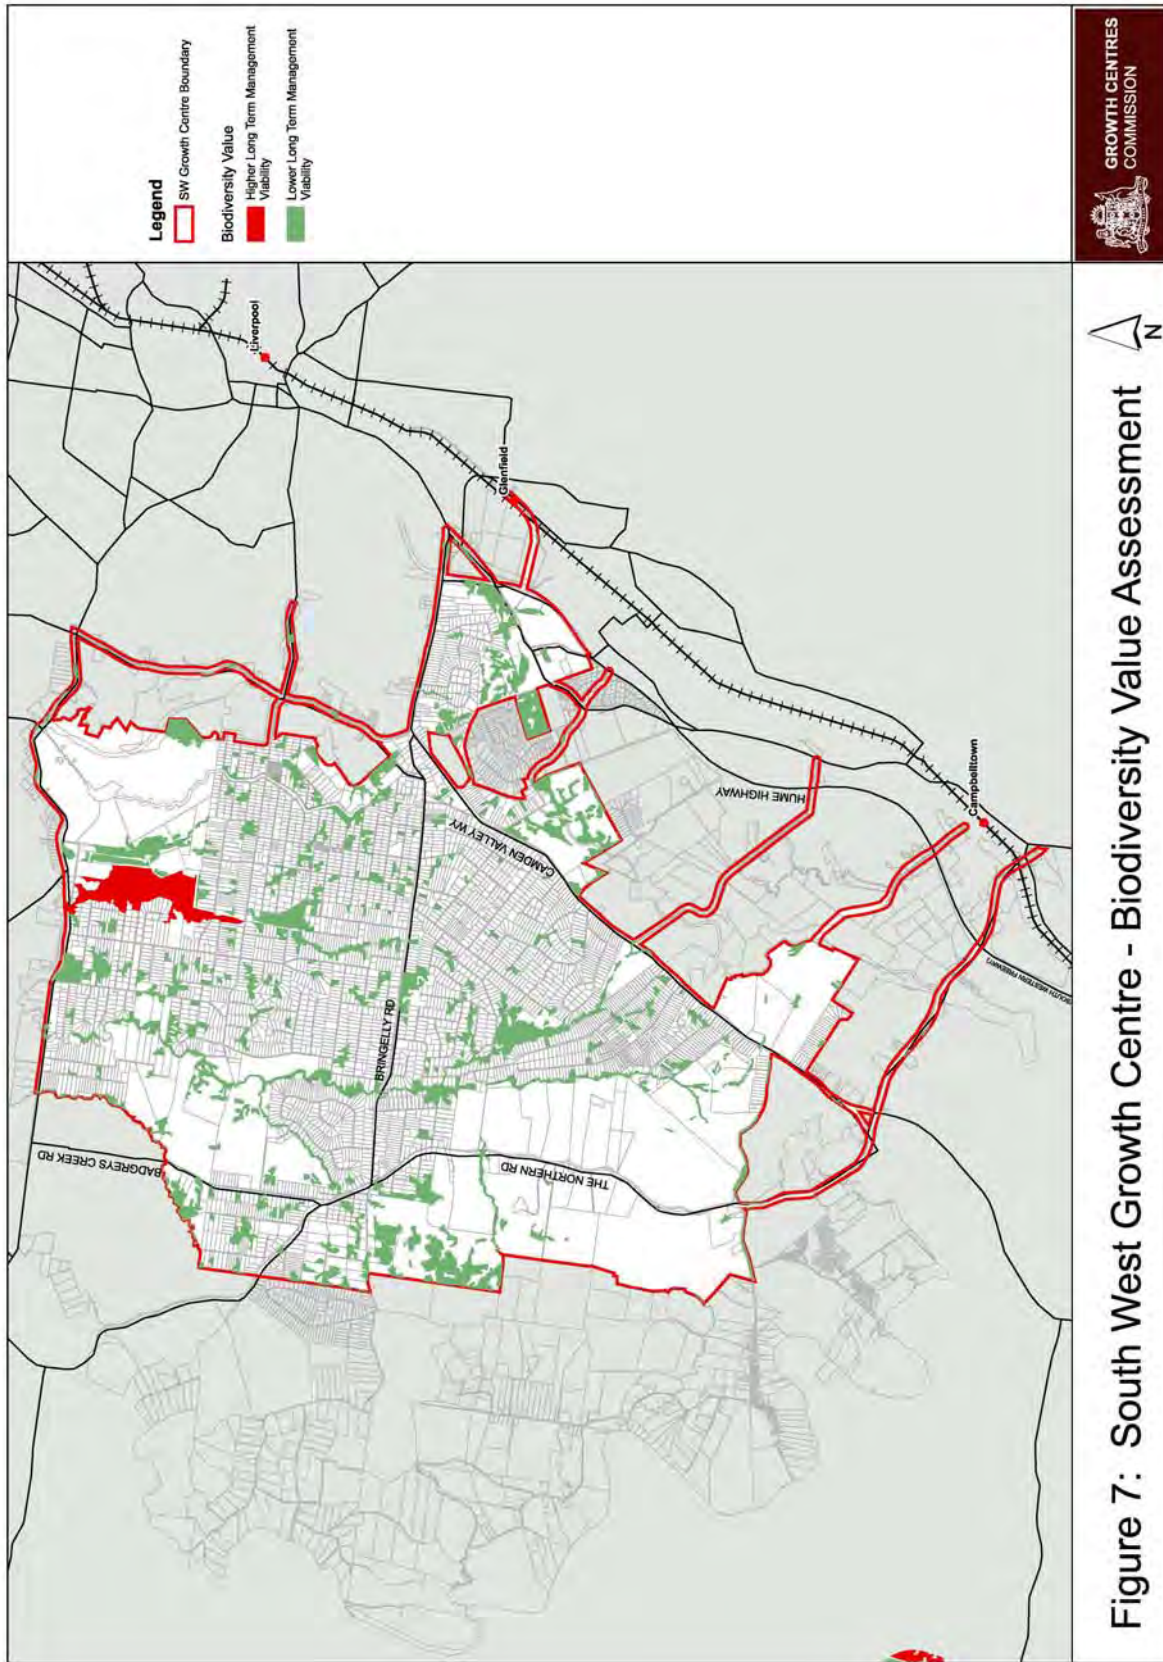 Legend
SW Growth Centre Boundary
Biodiversity Value
Higher Long Term Management
Viability
Lower Long Term Management
Viability
Liverpool
Glenfield
Campbelltown
HUME HIGHWAY
SOUTH WESTERN FREEWAY
CAMDEN VALLEY WY
BRINGELLY RD
THE NORTHERN RD
BADGREYS CREEK RD
Figure 7: South West Growth Centre - Biodiversity Value Assessment
N
GROWTH CENTRES
COMMISSION